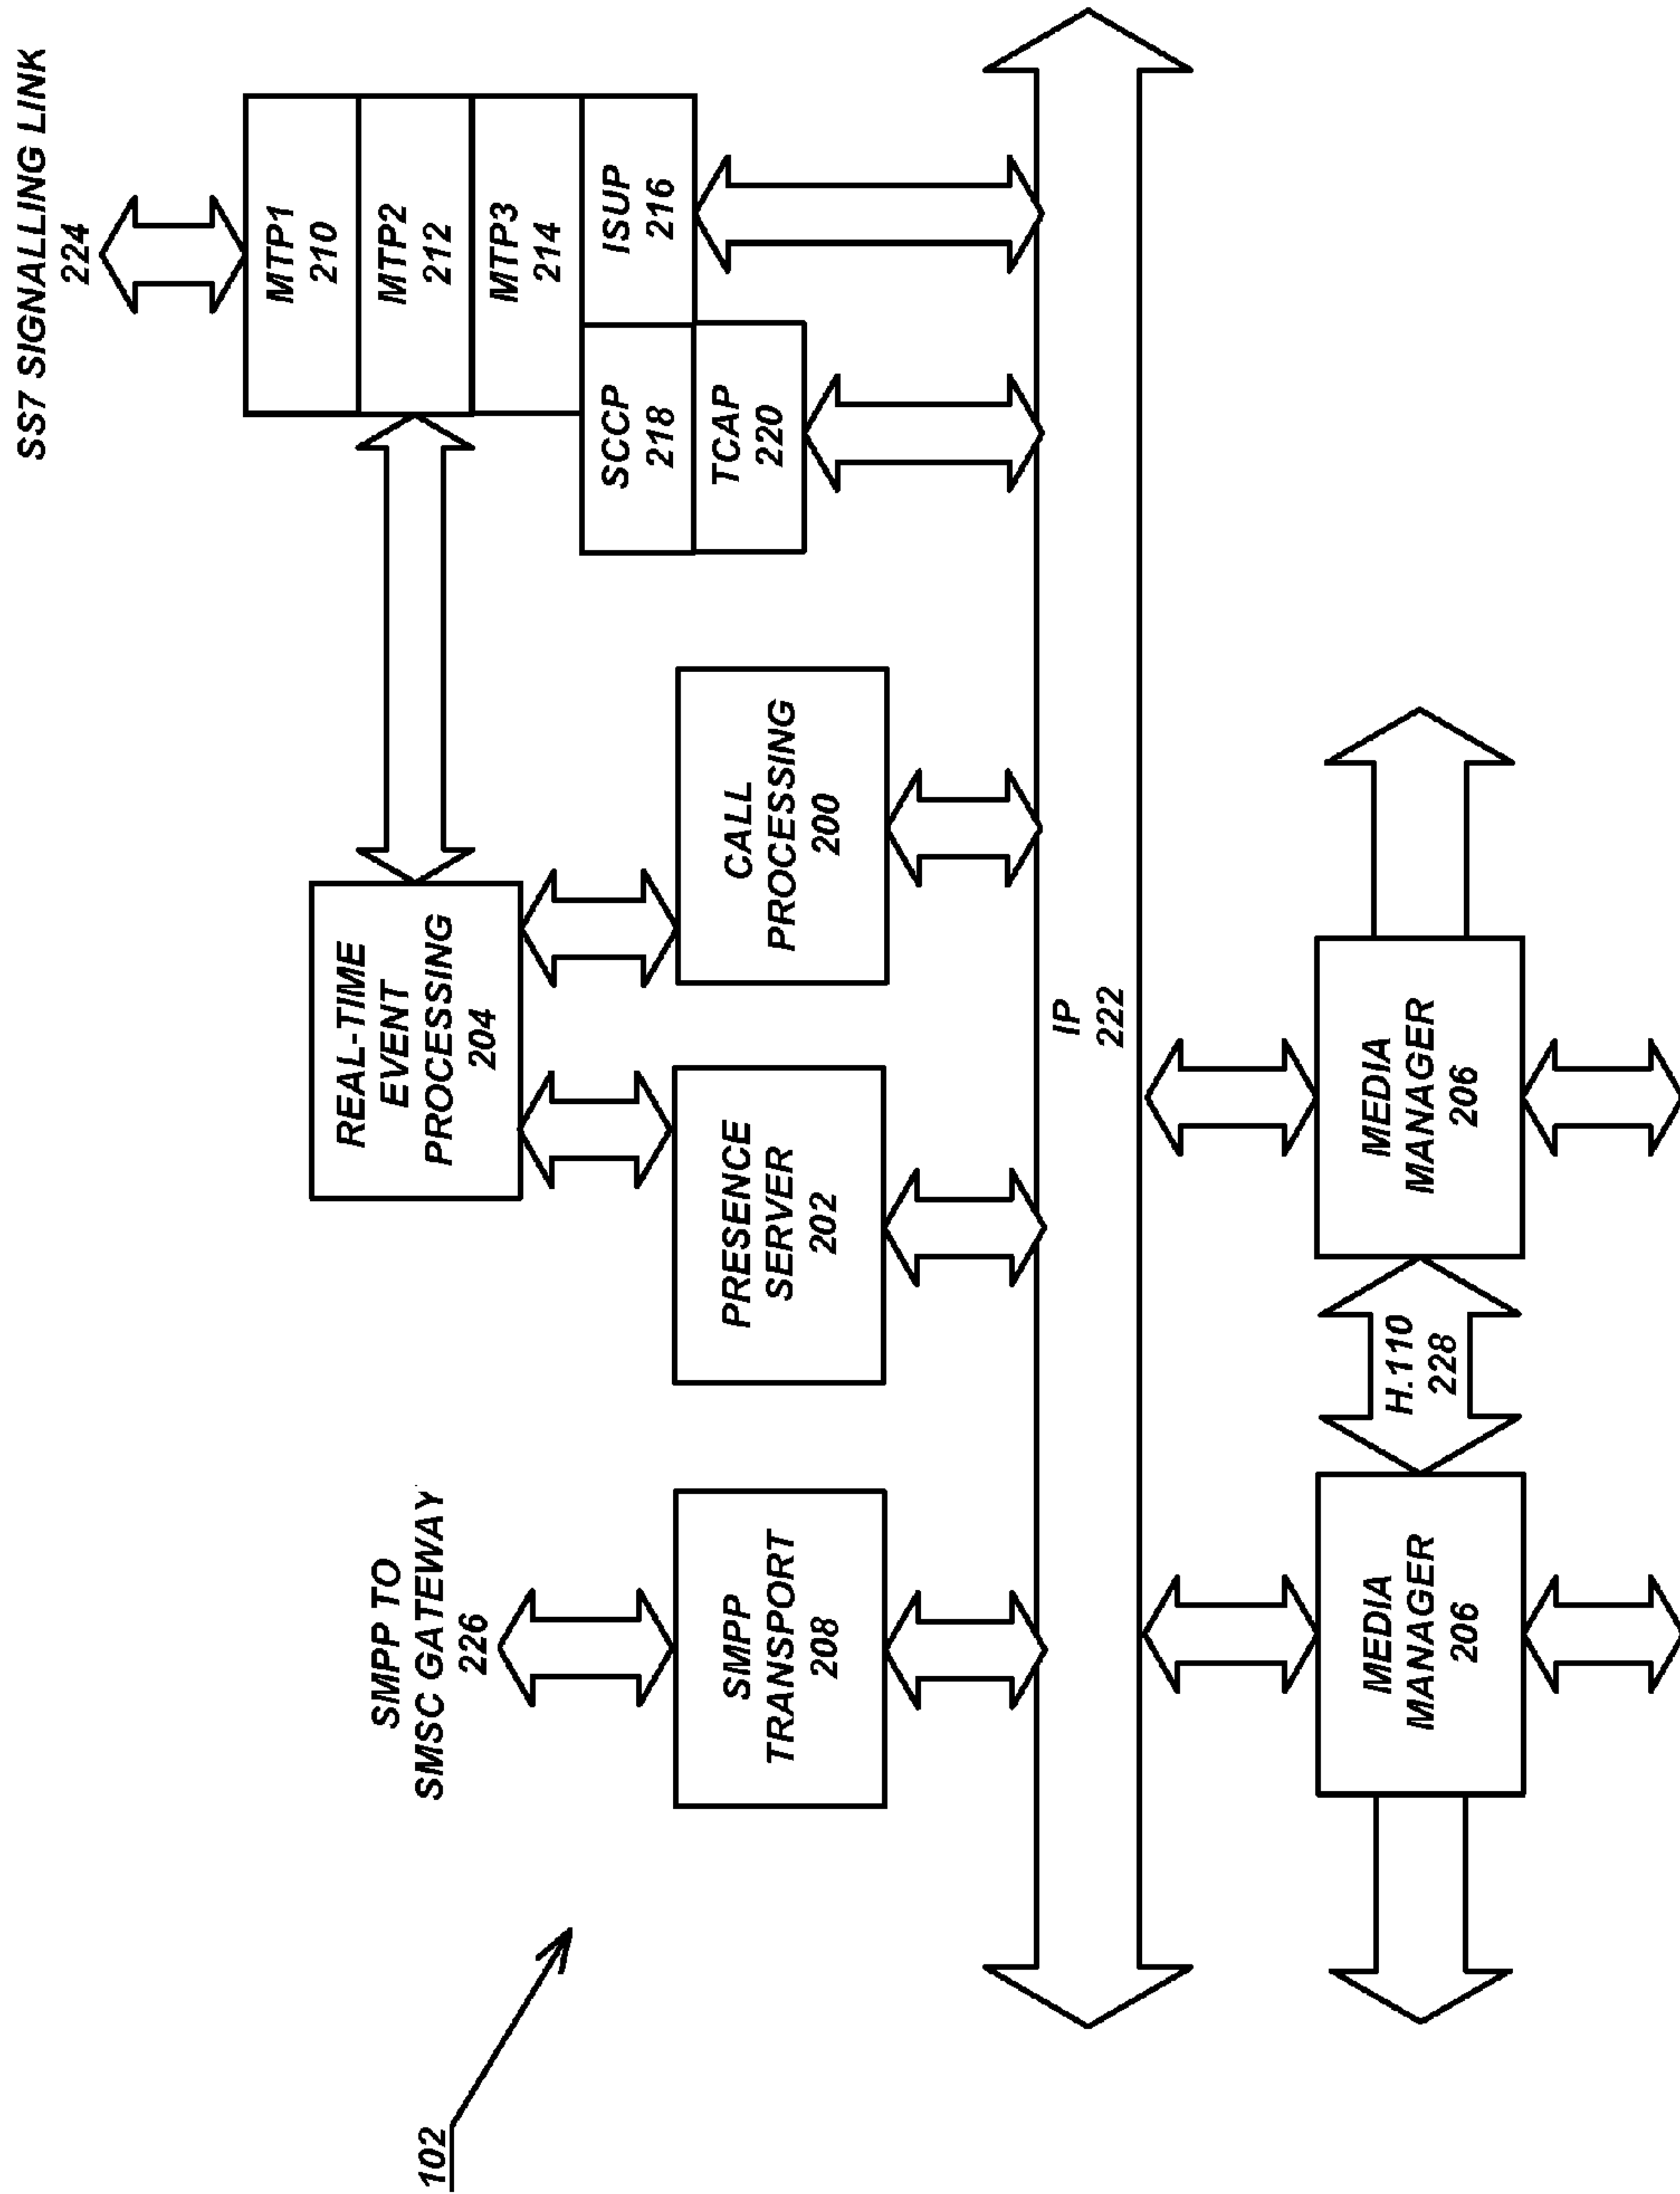 SS7 SIGNALLING LINK
224
MTP1
210
MTP2
212
MTP3
214
ISUP
216
SCCP
218
TCAP
220
REAL-TIME
EVENT
PROCESSING
204
CALL
PROCESSING
200
PRESENCE
SERVER
202
SMPP TO
SMSC GATEWAY
226
SMPP
TRANSPORT
208
IP
222
MEDIA
MANAGER
206
H.110
228
MEDIA
MANAGER
206
102